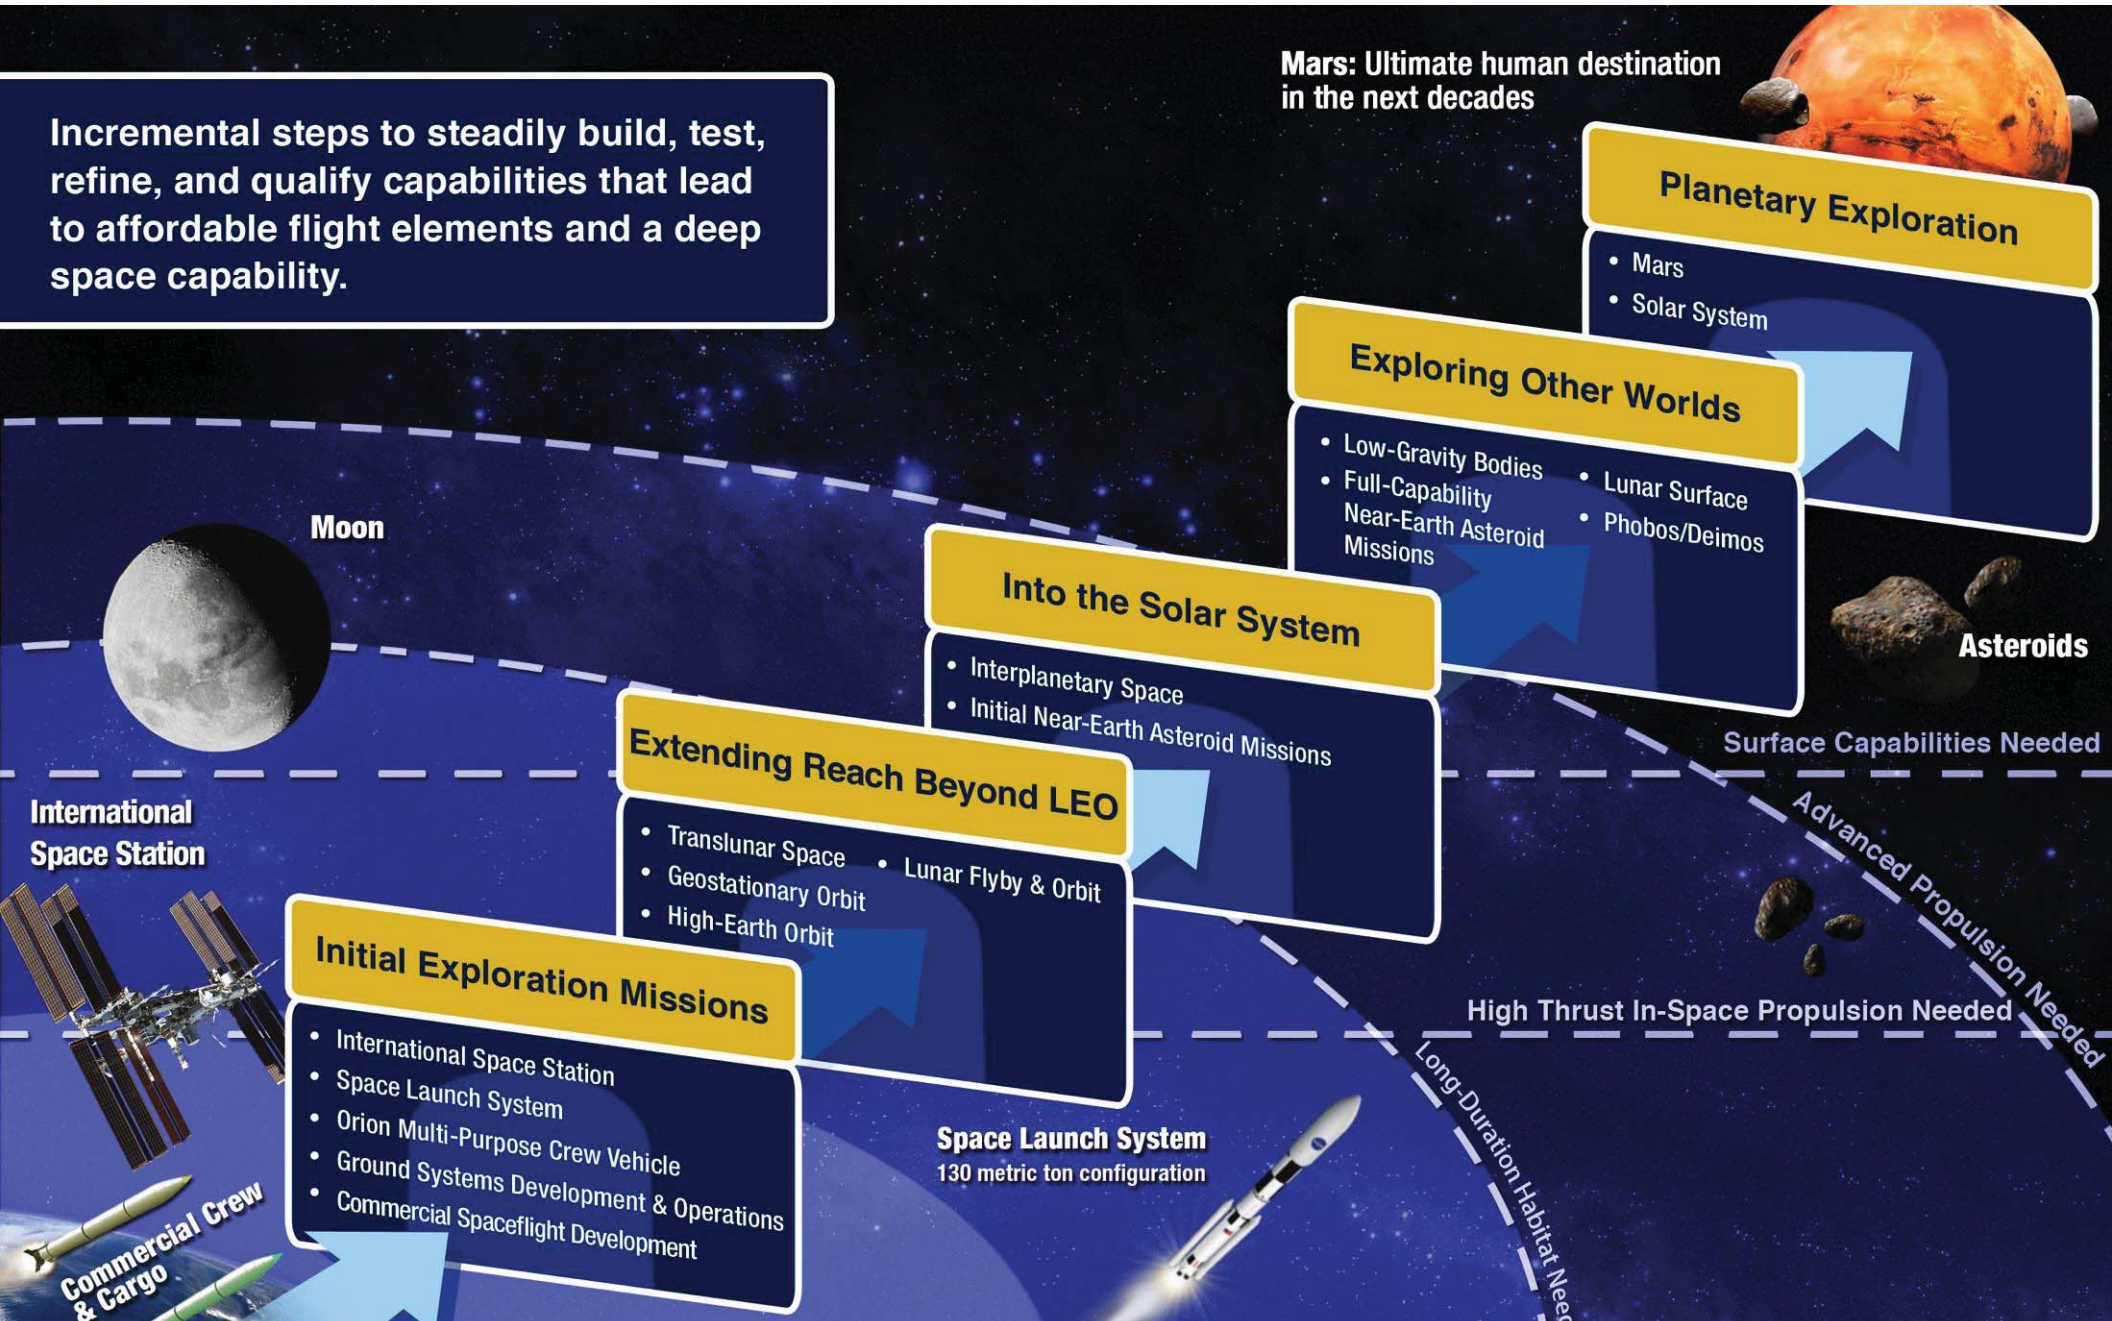 Mars: Ultimate human destination
in the next decades
Incremental steps to steadily build, test,
refine, and qualify capabilities that lead
to affordable flight elements and a deep
space capability.
Planetary Exploration
• Mars
• Solar System
Exploring Other Worlds
• Low-Gravity Bodies
• Full-Capability
Near-Earth Asteroid
Missions
• Lunar Surface
• Phobos/Deimos
Moon
Into the Solar System
• Interplanetary Space
• Initial Near-Earth Asteroid Missions
Asteroids
Surface Capabilities Needed
Extending Reach Beyond LEO
• Translunar Space
• Geostationary Orbit
• High-Earth Orbit
• Lunar Flyby & Orbit
International
Space Station
Advanced Propulsion Needed
High Thrust In-Space Propulsion Needed
Initial Exploration Missions
• International Space Station
• Space Launch System
• Orion Multi-Purpose Crew Vehicle
• Ground Systems Development & Operations
• Commercial Spaceflight Development
Space Launch System
130 metric ton configuration
Long-Duration Habitat
Commercial Crew
& Cargo